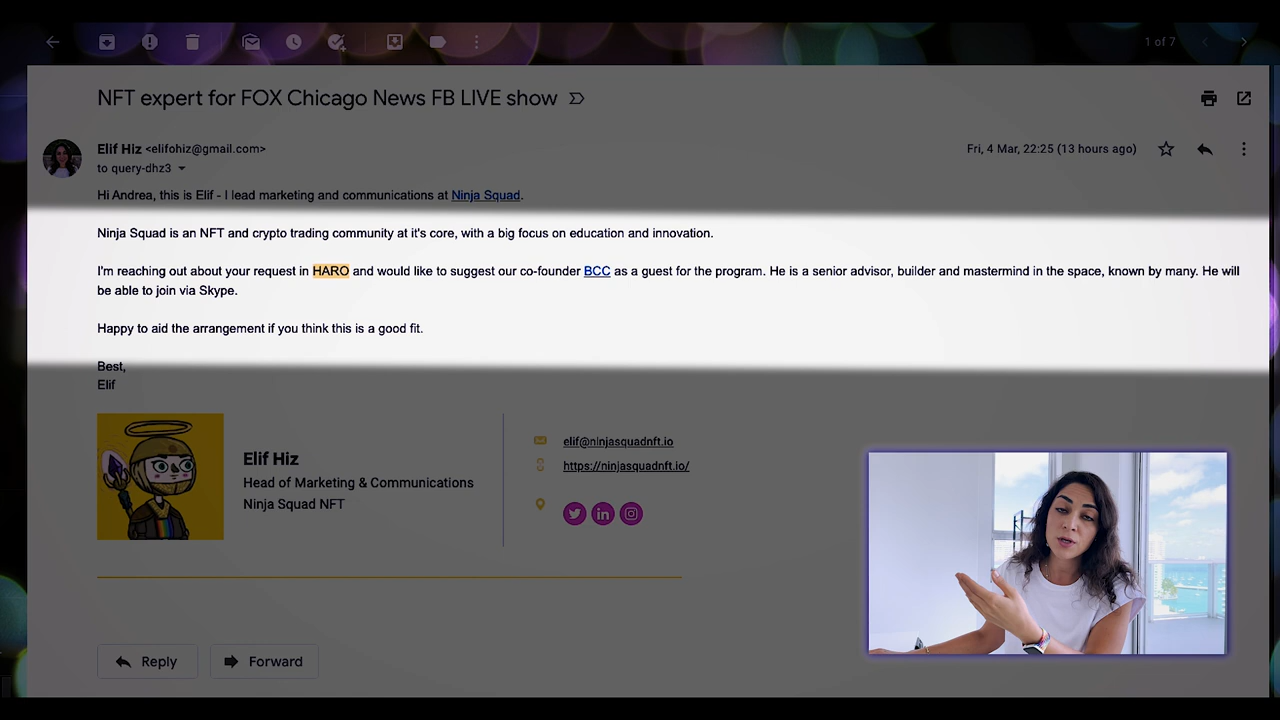 1 of 7
NFT expert for FOX Chicago News FB LIVE show
Elif Hiz <elifohiz@gmail.com>
Fri, 4 Mar, 22:25 (13 hours ago)
to query-dhz3
Hi Andrea, this is Elif - I lead marketing and communications at Ninja Squad.
Ninja Squad is an NFT and crypto trading community at it's core, with a big focus on education and innovation.
I'm reaching out about your request in HARO and would like to suggest our co-founder BCC as a guest for the program. He is a senior advisor, builder and mastermind in the space, known by many. He will
be able to join via Skype.
Happy to aid the arrangement if you think this is a good fit.
Best,
Elif
Elif Hiz
Head of Marketing & Communications
Ninja Squad NFT
elif@ninjasquadnft.io
https://ninjasquadnft.io/
in
Reply
Forward